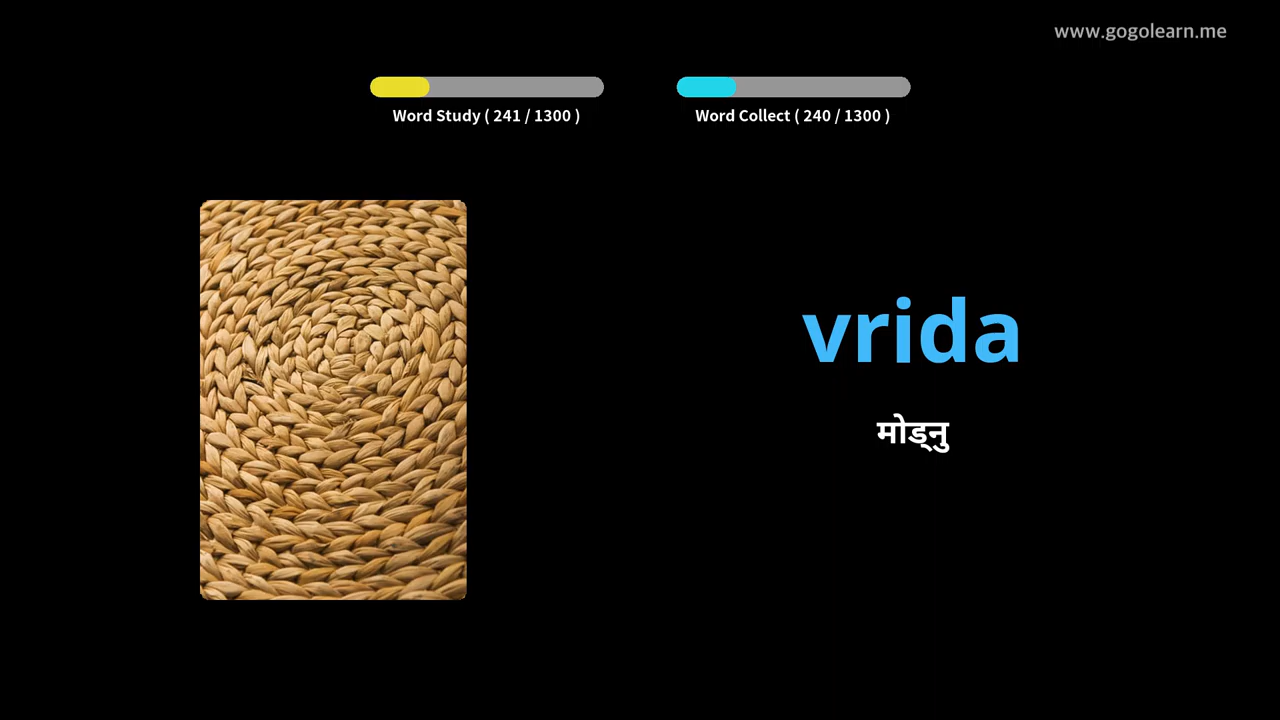 www.gogolearn.me
Word Study ( 241 / 1300 )
Word Collect ( 240 / 1300 )
vrida
मोड्नु